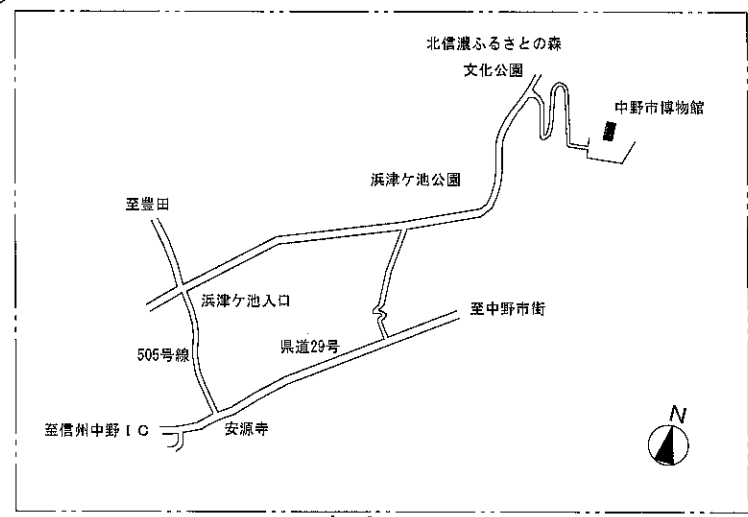 北信濃ふるさとの森
文化公園
中野市博物館
浜津ケ池公園
至豊田
浜津ケ池入口
至中野市街
県道29号
505号線
至信州中野IC
安源寺
N